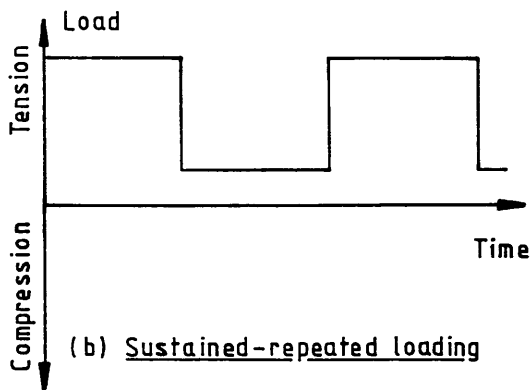 Load
Tension
Compression
Time
(b) Sustained-repeated loading